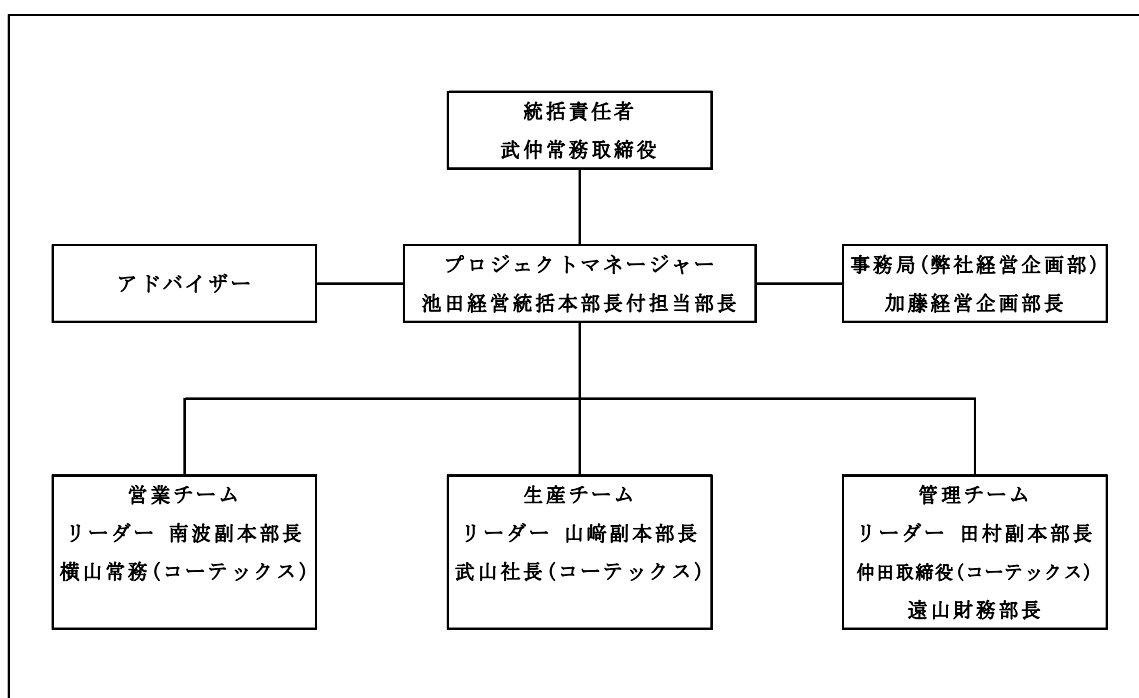 統括責任者
武仲常務取締役
アドバイザー
プロジェクトマネージャー
池田経営統括本部長付担当部長
事務局(弊社経営企画部)
加藤経営企画部長
営業チーム
リーダー 南波副本部長
横山常務(コーテックス)
生産チーム
リーダー 山﨑副本部長
武山社長(コーテックス)
管理チーム
リーダー 田村副本部長
仲田取締役(コーテックス)
遠山財務部長